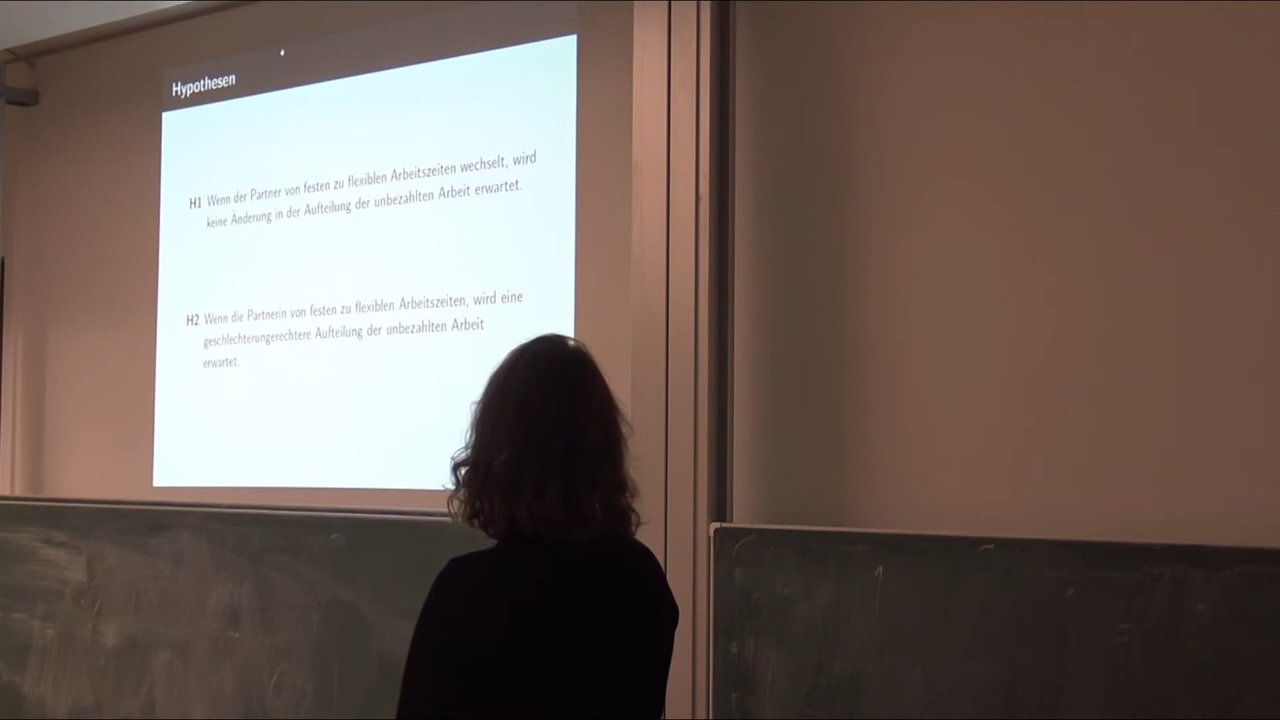 Hypothesen
H1 Wenn der Partner von festen zu flexiblen Arbeitszeiten wechselt, wird
keine Änderung in der Aufteilung der unbezahlten Arbeit erwartet.
H2 Wenn die Partnerin von festen zu flexiblen Arbeitszeiten, wird eine
geschlechterungerechtere Aufteilung der unbezahlten Arbeit
erwartet.